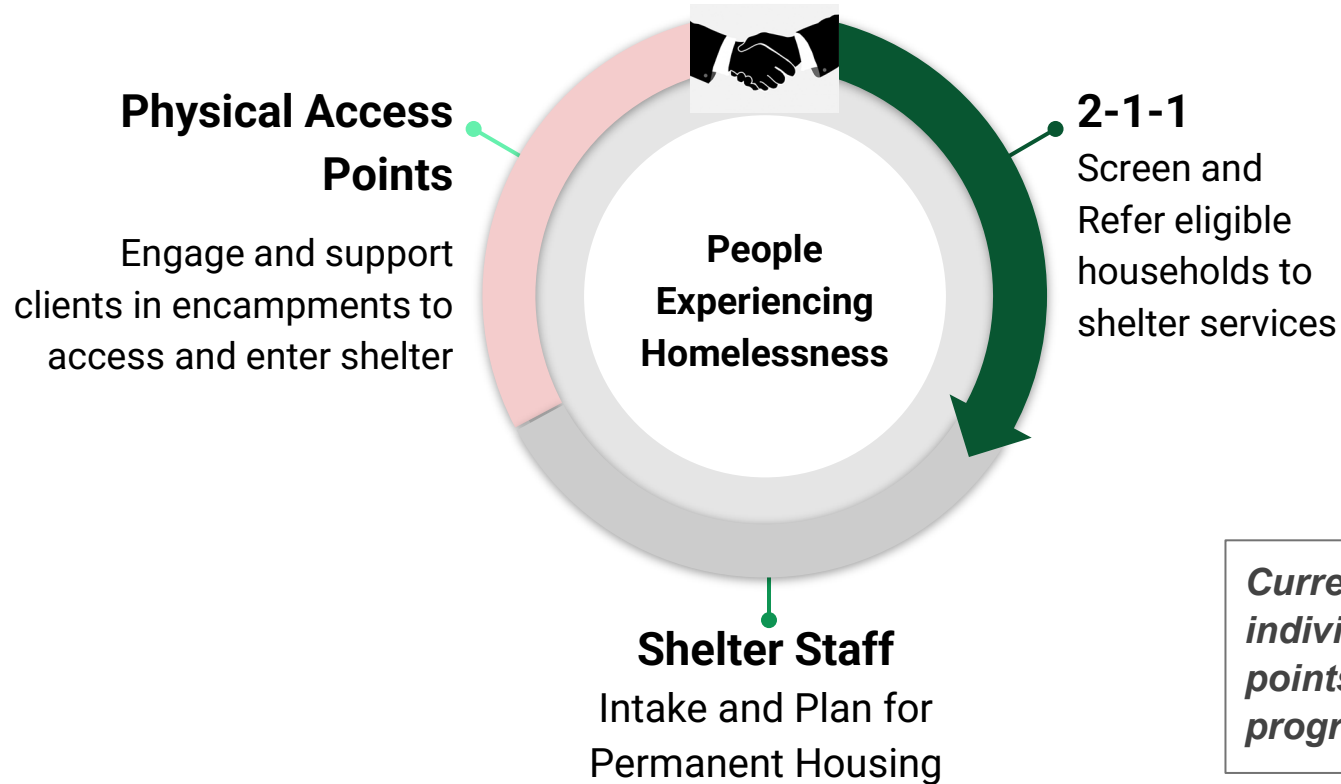 Physical Access
Points
Engage and support
clients in encampments to
access and enter shelter
2-1-1
Screen and
Refer eligible
households to
shelter services
People
Experiencing
Homelessness
Shelter Staff
Intake and Plan for
Permanent Housing